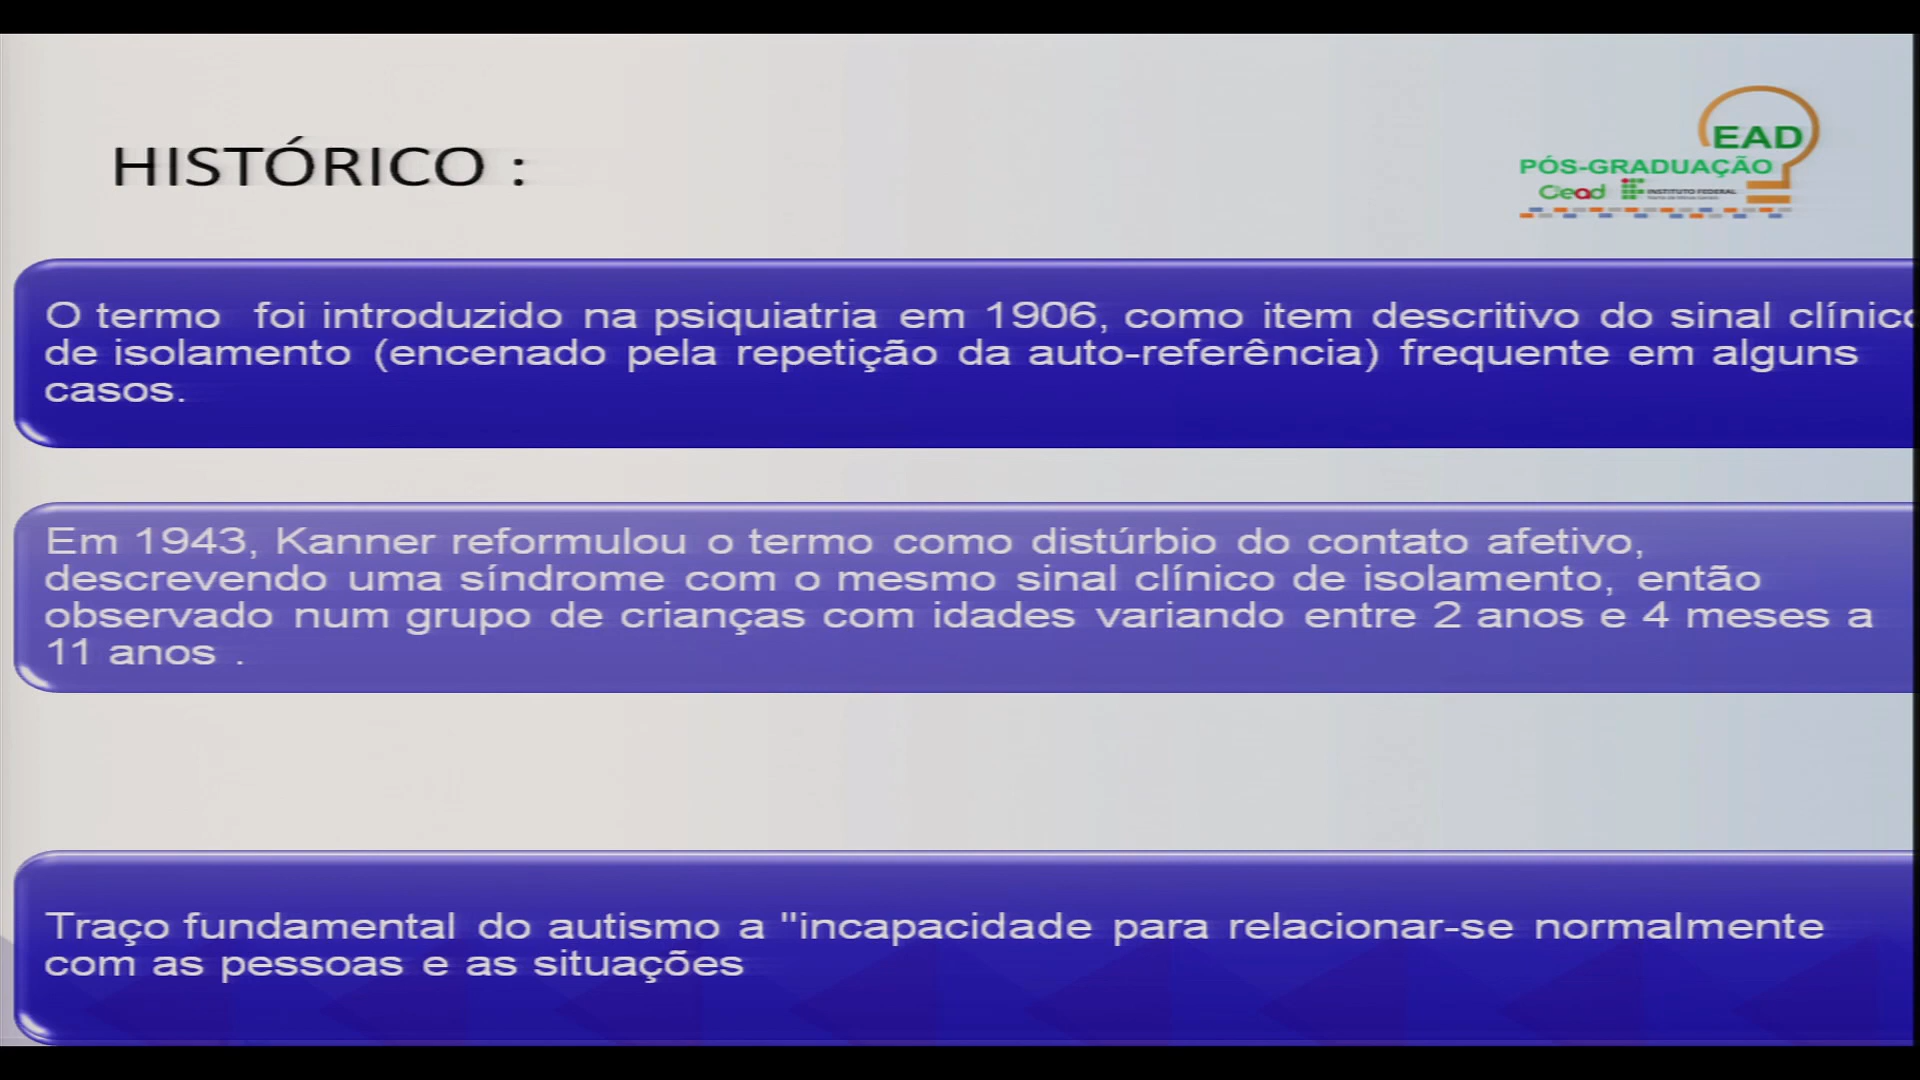 HISTÓRICO :
EAD
PÓS-GRADUAÇÃO
Cead INSTITUTO FEDERAL
O termo foi introduzido na psiquiatria em 1906, como item descritivo do sinal clínico
de isolamento (encenado pela repetição da auto-referência) frequente em alguns
casos.
Em 1943, Kanner reformulou o termo como distúrbio do contato afetivo,
descrevendo uma síndrome com o mesmo sinal clínico de isolamento, então
observado num grupo de crianças com idades variando entre 2 anos e 4 meses a
11 anos .
Traço fundamental do autismo a "incapacidade para relacionar-se normalmente
com as pessoas e as situações